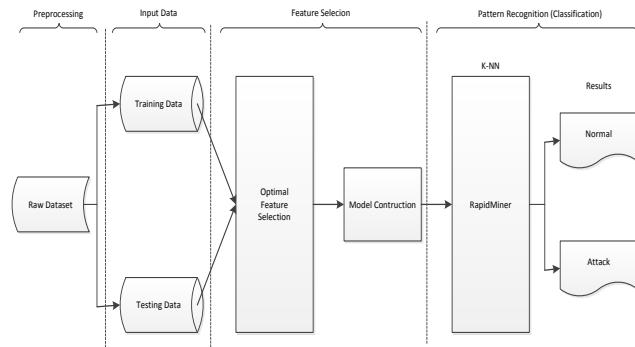 Preprocessing
Input Data
Feature Selecion
Pattern Recognition (Classification)
K-NN
Results
Training Data
Normal
Raw Dataset
Optimal
Feature
Selection
Model Contruction
RapidMiner
Testing Data
Attack